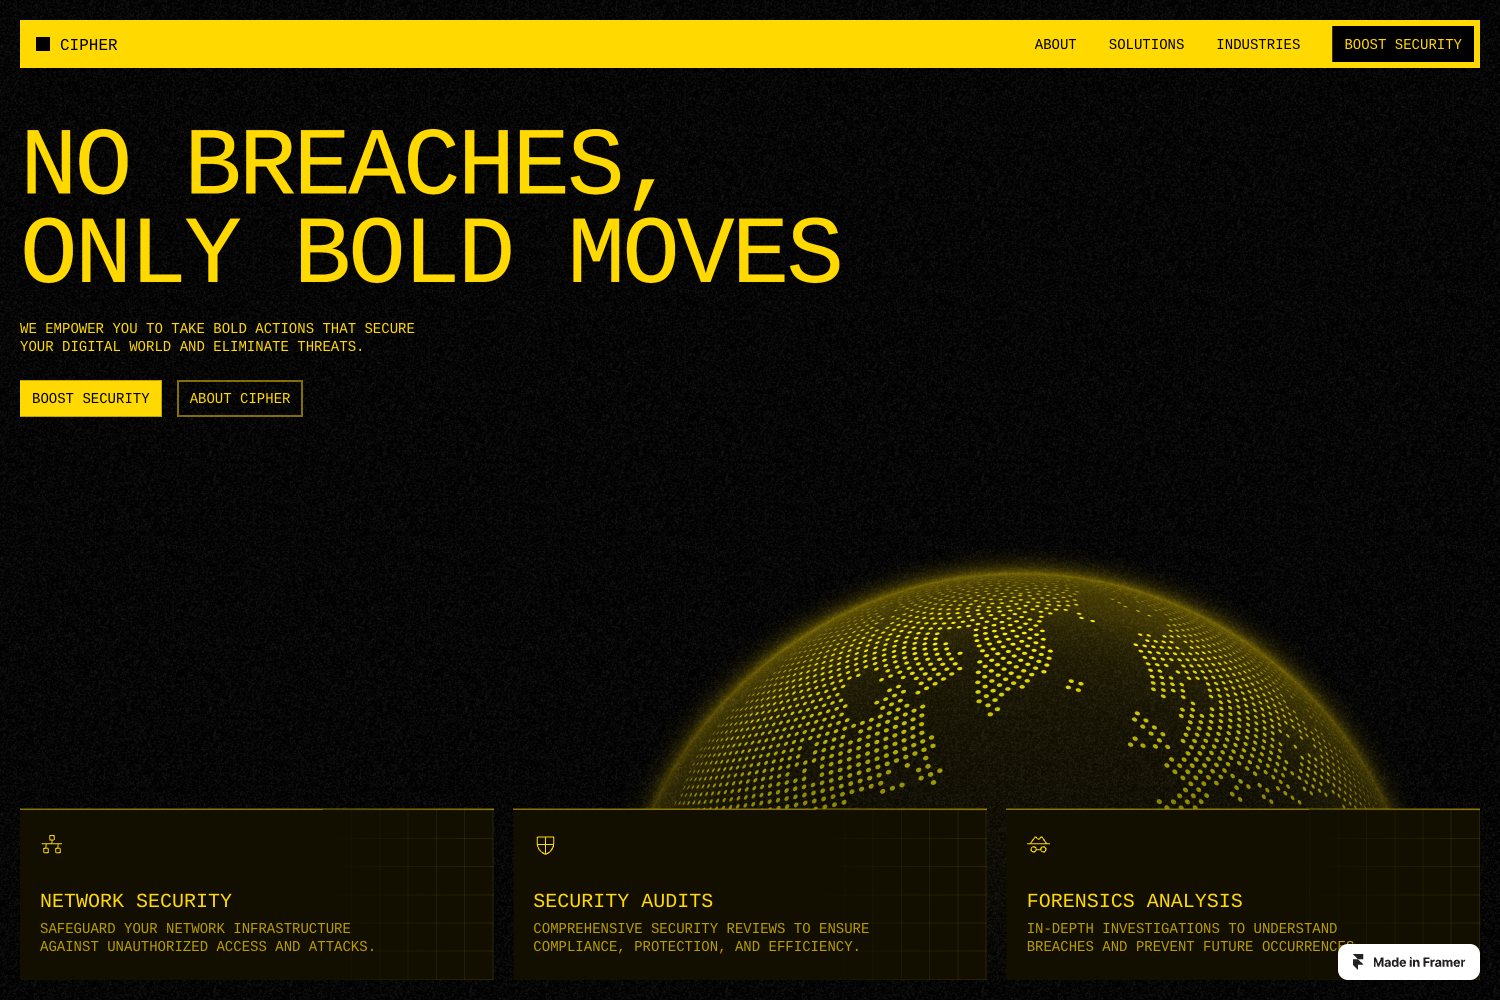 CIPHER
ABOUT
SOLUTIONS
INDUSTRIES
BOOST SECURITY
NO BREACHES,
ONLY BOLD MOVES
WE EMPOWER YOU TO TAKE BOLD ACTIONS THAT SECURE
YOUR DIGITAL WORLD AND ELIMINATE THREATS.
BOOST SECURITY
ABOUT CIPHER
NETWORK SECURITY
SAFEGUARD YOUR NETWORK INFRASTRUCTURE
AGAINST UNAUTHORIZED ACCESS AND ATTACKS.
SECURITY AUDITS
COMPREHENSIVE SECURITY REVIEWS TO ENSURE
COMPLIANCE, PROTECTION, AND EFFICIENCY.
FORENSICS ANALYSIS
IN-DEPTH INVESTIGATIONS TO UNDERSTAND
BREACHES AND PREVENT FUTURE OCCURRENCES
Made in Framer